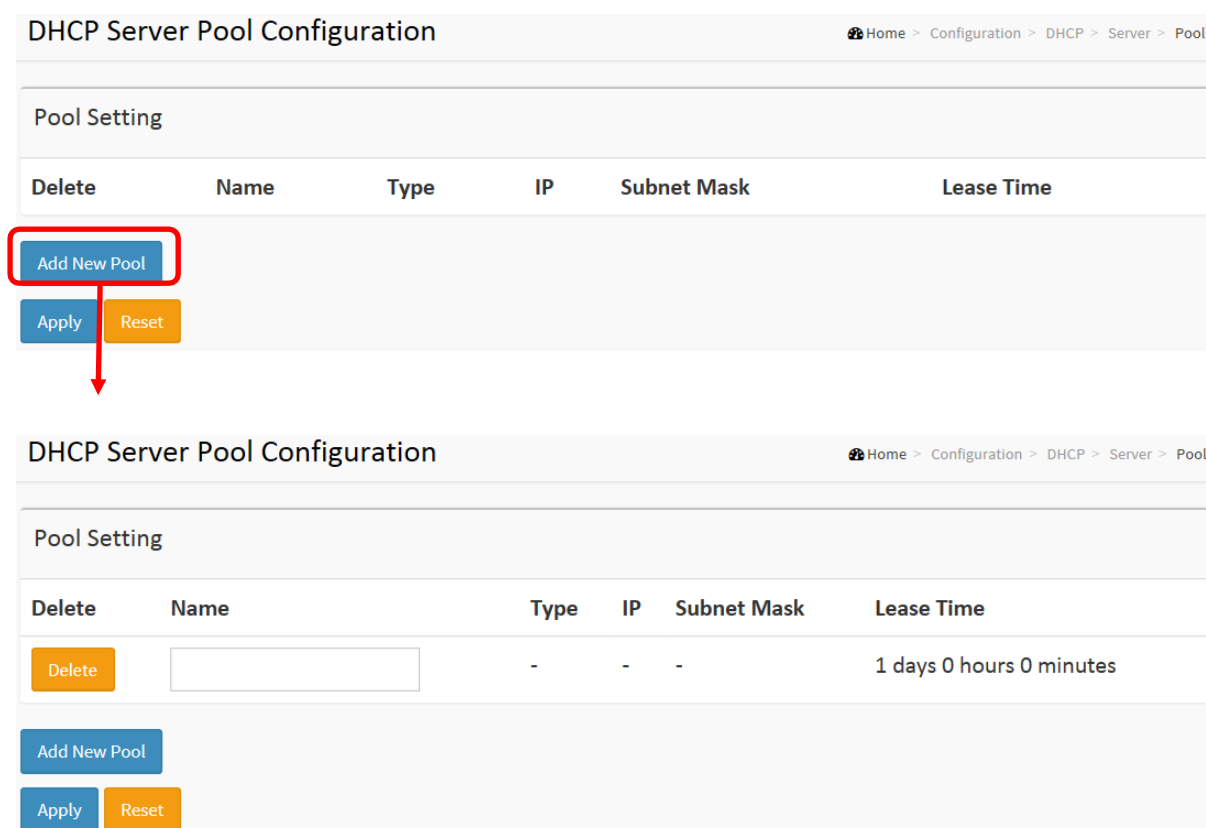 DHCP Server Pool Configuration
Home > Configuration > DHCP > Server > Pool
Pool Setting
Delete Name Type IP Subnet Mask Lease Time
Add New Pool
Apply Reset
DHCP Server Pool Configuration
Home > Configuration > DHCP > Server > Pool
Pool Setting
Delete Name Type IP Subnet Mask Lease Time
Delete - - - 1 days 0 hours 0 minutes
Add New Pool
Apply Reset